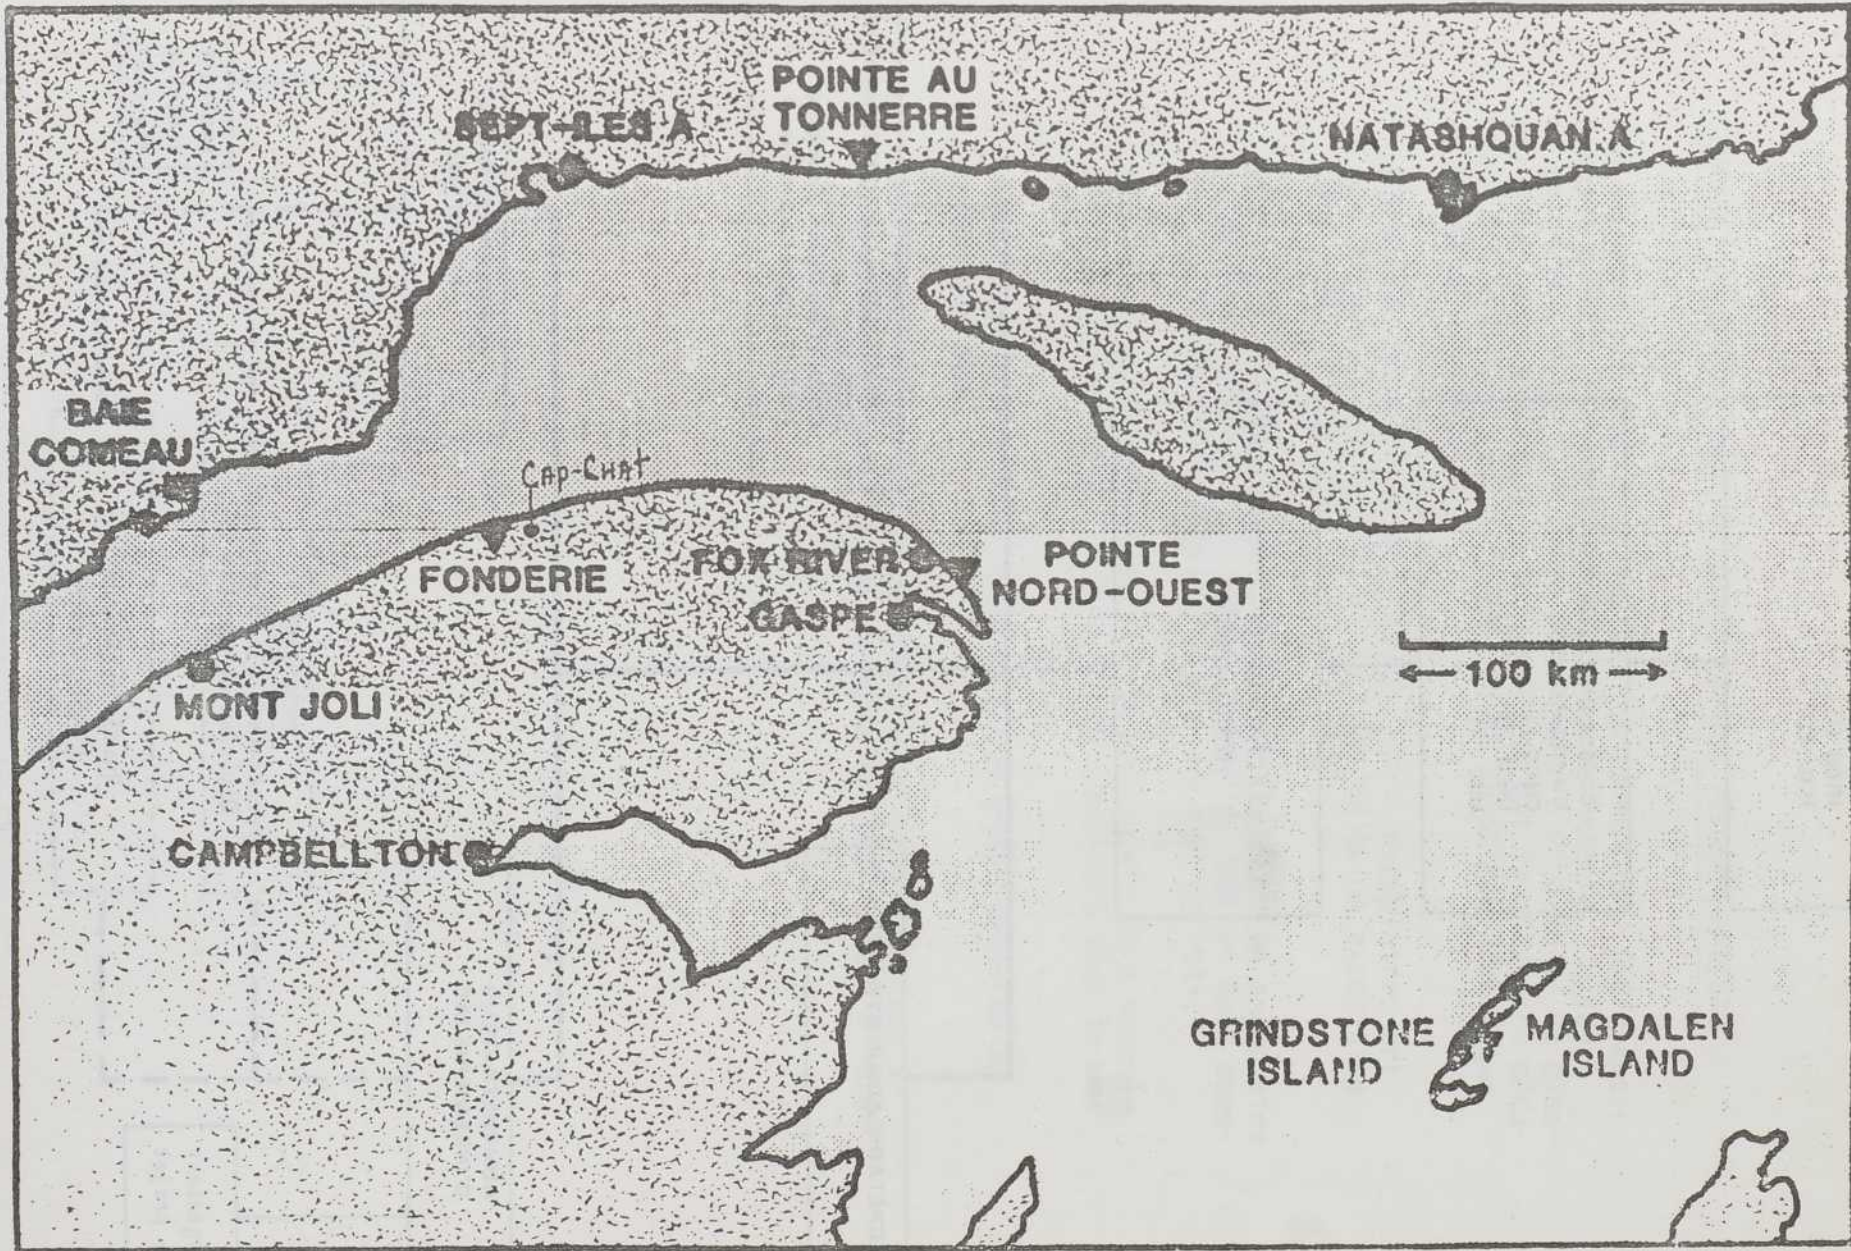 POINTE AU
TONNERRE
SEPT-ILES A
NATASHQUAN A
BAIE
COMEAU
CAP-CHAT
FONDERIE
FOX RIVER
POINTE
NORD-OUEST
GASPE
100 km
MONT JOLI
CAMPBELLTON
GRINDSTONE
ISLAND
MAGDALEN
ISLAND